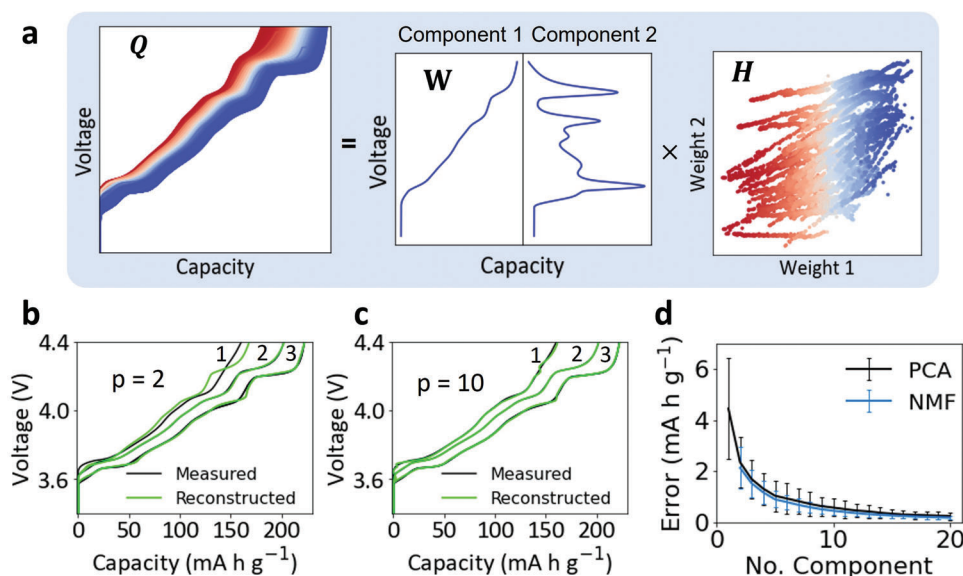 a
Q
Voltage
Capacity
=
Component 1 Component 2
W
Voltage
Capacity
×
H
Weight 2
Weight 1
b
4.4
4.0
3.6
Voltage (V)
p = 2
1
2
3
Measured
Reconstructed
0 50 100 150 200
Capacity (mA h g⁻¹)
c
4.4
4.0
3.6
Voltage (V)
p = 10
1
2
3
Measured
Reconstructed
0 50 100 150 200
Capacity (mA h g⁻¹)
d
6
4
2
0
Error (mA h g⁻¹)
PCA
NMF
0 10 20
No. Component